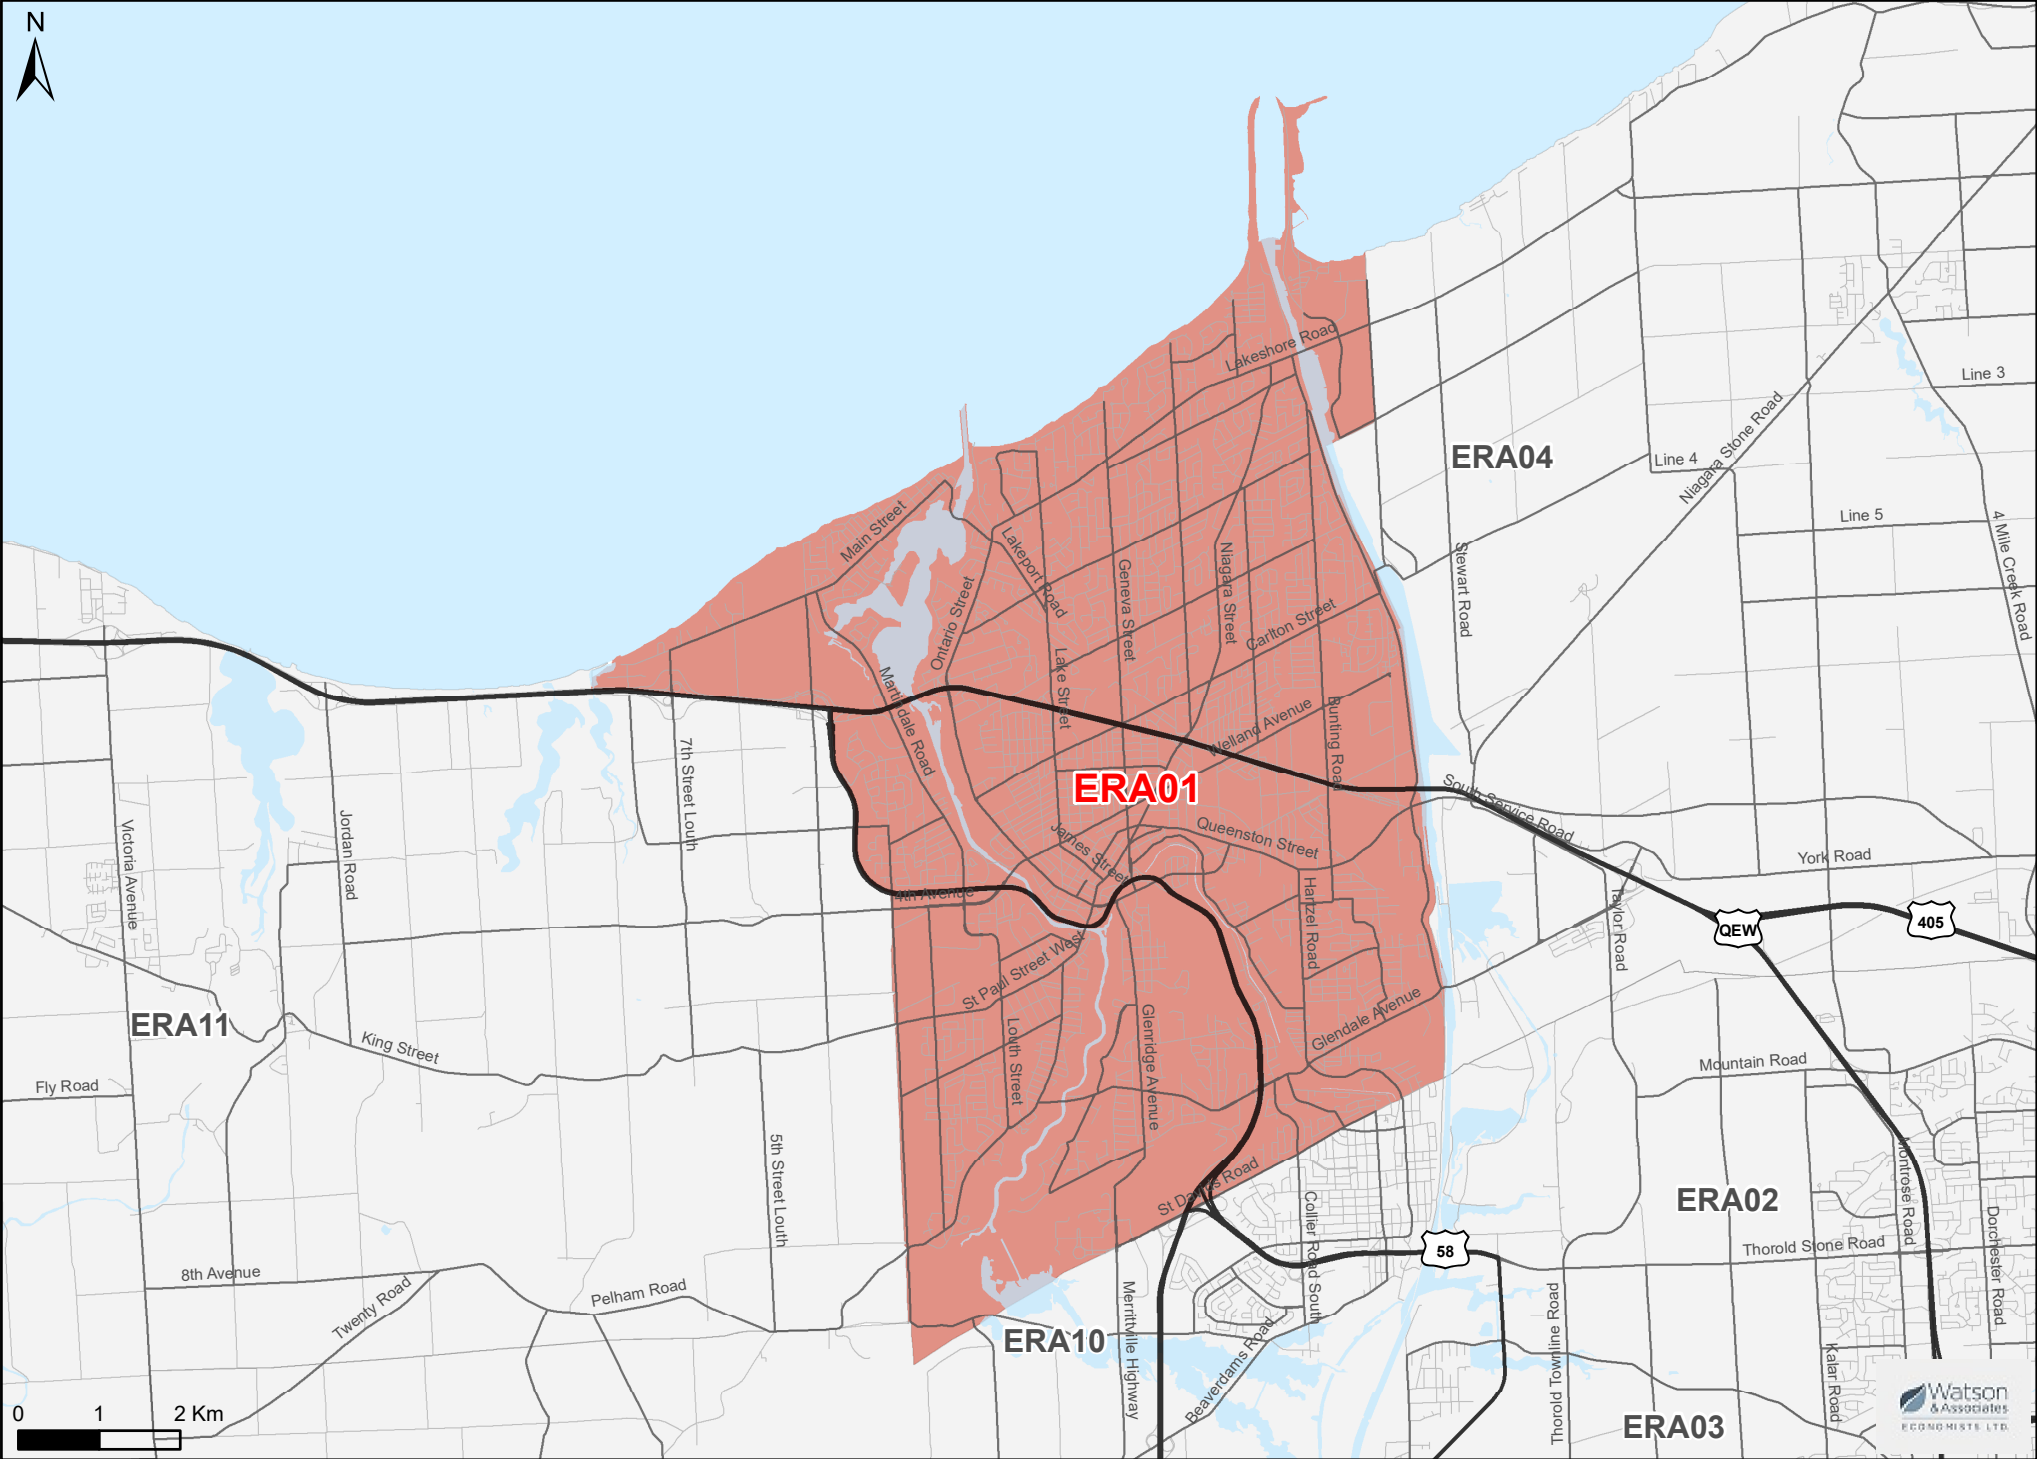 N
Lakeshore Road
Line 3
ERA04
Line 4
Niagara Stone Road
Main Street
Line 5
4 Mile Creek Road
Lakeport Road
Ontario Street
Geneva Street
Niagara Street
Stewart Road
Carlton Street
Lake Street
Martindale Road
Bunting Road
Welland Avenue
7th Street Louth
ERA01
South Service Road
Victoria Avenue
Jordan Road
James Street
Queenston Street
York Road
4th Avenue
Hartzel Road
Taylor Road
QEW
405
St Paul Street West
ERA11
King Street
Louth Street
Glenridge Avenue
Glendale Avenue
Mountain Road
Fly Road
5th Street Louth
St Davids Road
Collier Road South
ERA02
Montrose Road
Dorchester Road
58
Thorold Stone Road
8th Avenue
Twenty Road
Pelham Road
Merrittville Highway
ERA10
Beaverdams Road
Thorold Townline Road
Kalar Road
ERA03
0 1 2 Km
Watson
& Associates
ECONOMISTS LTD.